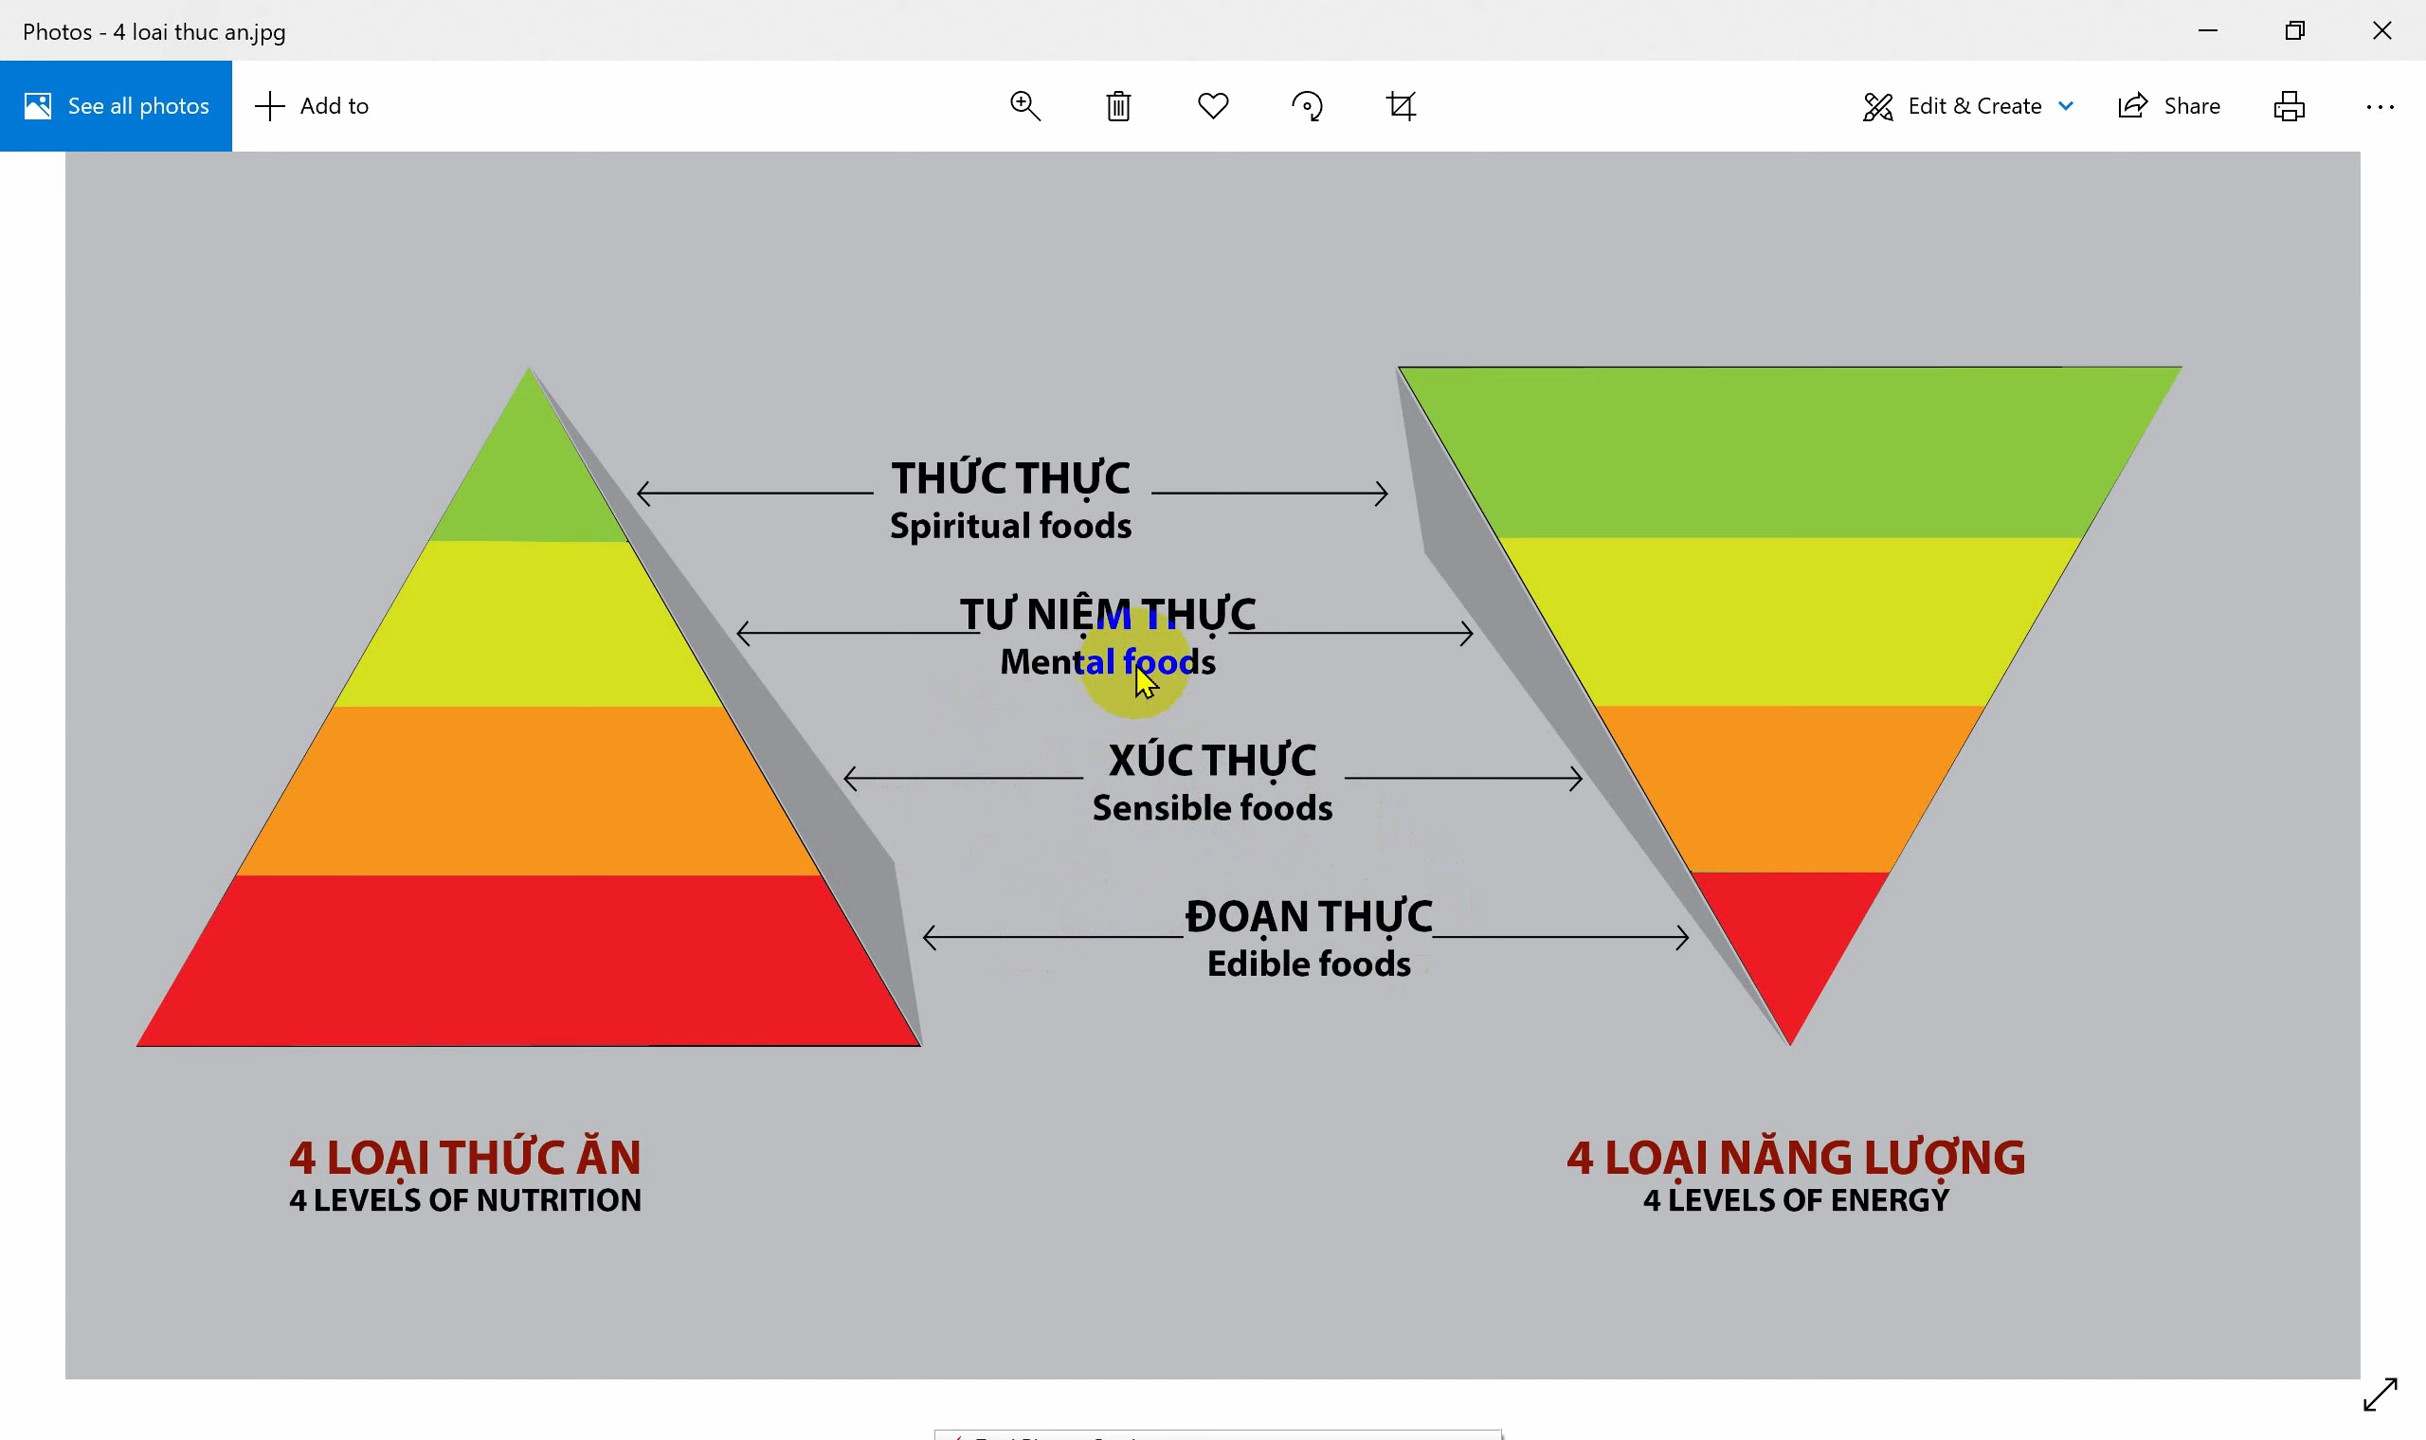 Photos - 4 loai thuc an.jpg
See all photos
Add to
Edit & Create
Share
THỨC THỰC
Spiritual foods
TƯ NIỆM THỰC
Mental foods
XÚC THỰC
Sensible foods
ĐOẠN THỰC
Edible foods
4 LOẠI THỨC ĂN
4 LEVELS OF NUTRITION
4 LOẠI NĂNG LƯỢNG
4 LEVELS OF ENERGY